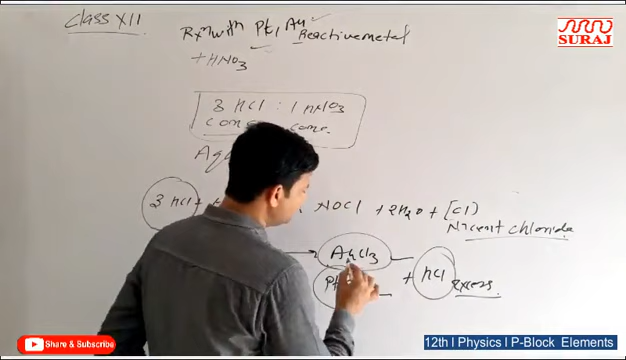 Class XII
Rxn with Pt, Au Reactive metal
+ HNO3
3 HCl : 1 HNO3
conc. conc.
3 HCl + NOCl + 2H2O + [Cl]
Nascent chloride
AuCl3
Pt + HCl excess
SURAJ
Share & Subscribe
12th I Physics I P-Block Elements